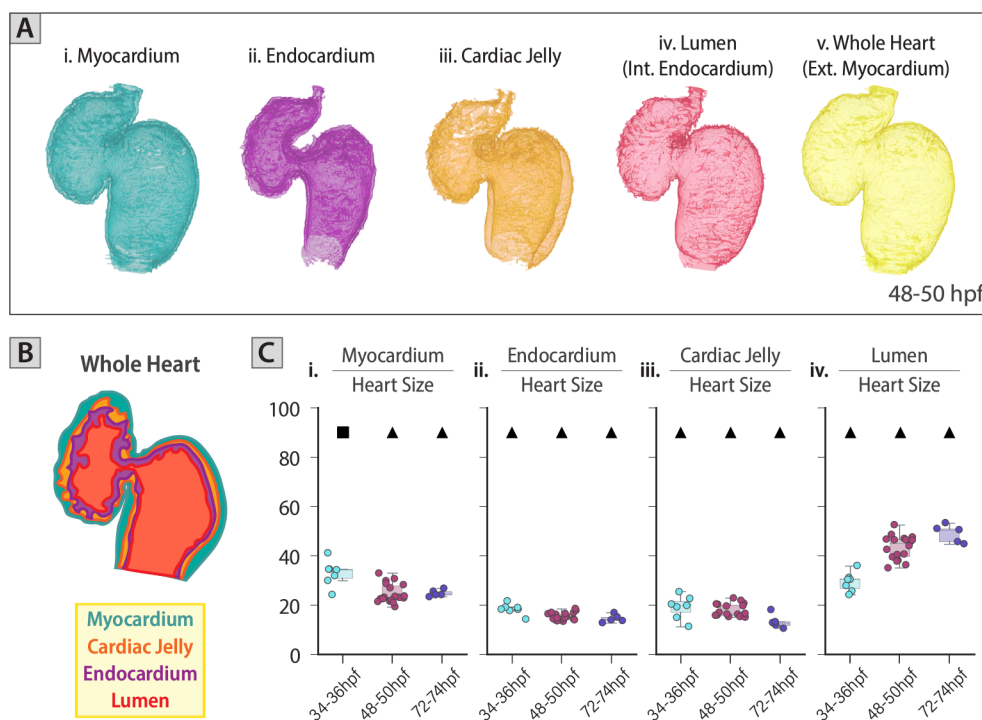 A
i. Myocardium
ii. Endocardium
iii. Cardiac Jelly
iv. Lumen
(Int. Endocardium)
v. Whole Heart
(Ext. Myocardium)
48-50 hpf
B
Whole Heart
Myocardium
Cardiac Jelly
Endocardium
Lumen
C
i.
Myocardium
Heart Size
ii.
Endocardium
Heart Size
iii.
Cardiac Jelly
Heart Size
iv.
Lumen
Heart Size
100
80
60
40
20
0
34-36hpf
48-50hpf
72-74hpf
34-36hpf
48-50hpf
72-74hpf
34-36hpf
48-50hpf
72-74hpf
34-36hpf
48-50hpf
72-74hpf